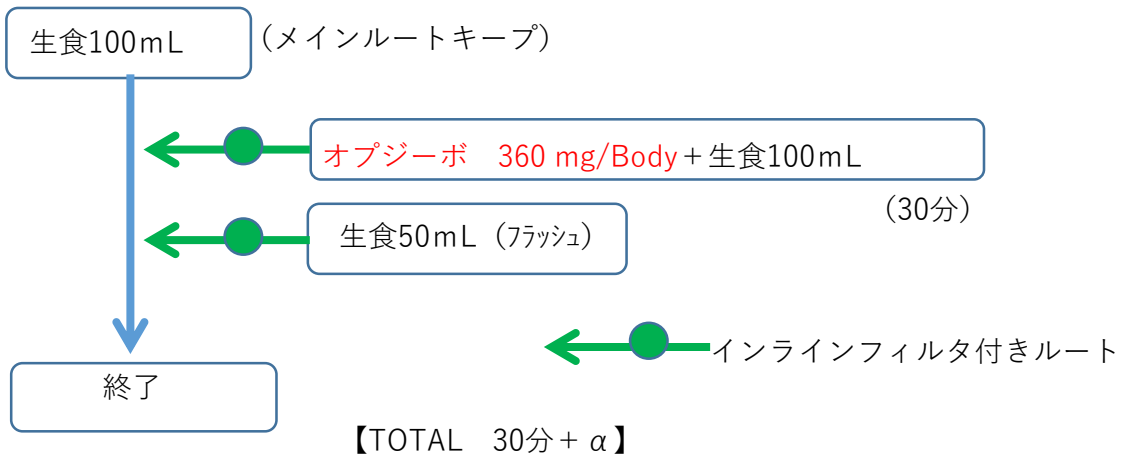 生食100mL (メインルートキープ)
オプジーボ　360 mg/Body＋生食100mL
(30分)
生食50mL (ﾌﾗｯｼｭ)
インラインフィルタ付きルート
終了
【TOTAL　30分＋α】